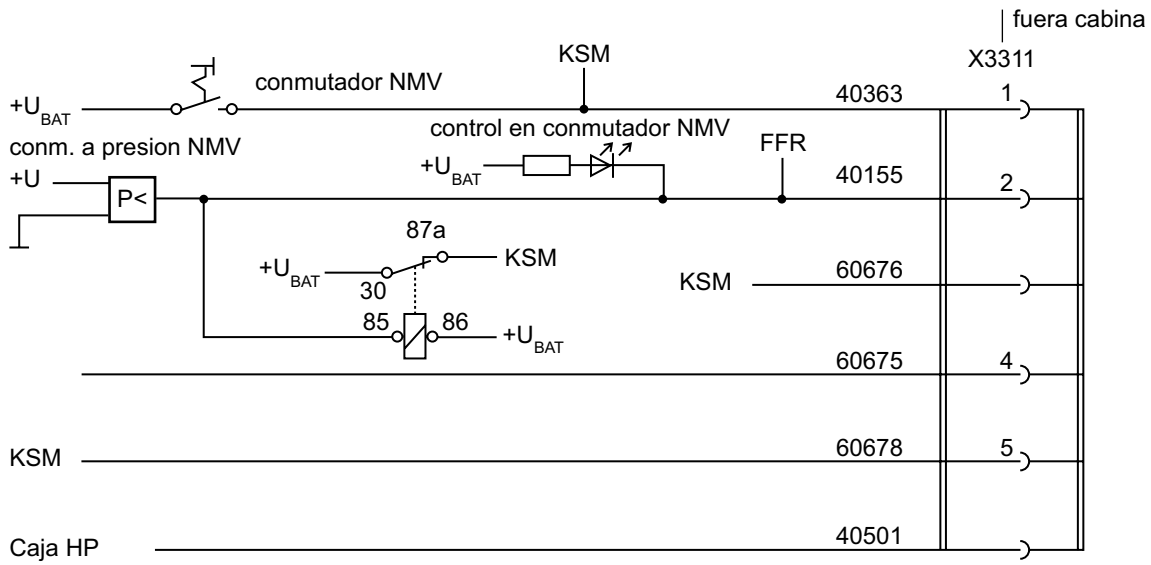 fuera cabina
X3311
KSM
conmutador NMV
+UBAT
40363
1
conm. a presion NMV
control en conmutador NMV
+UBAT
FFR
40155
2
+U
P<
87a
+UBAT
KSM
30
KSM
60676
85
86
+UBAT
60675
4
KSM
60678
5
Caja HP
40501